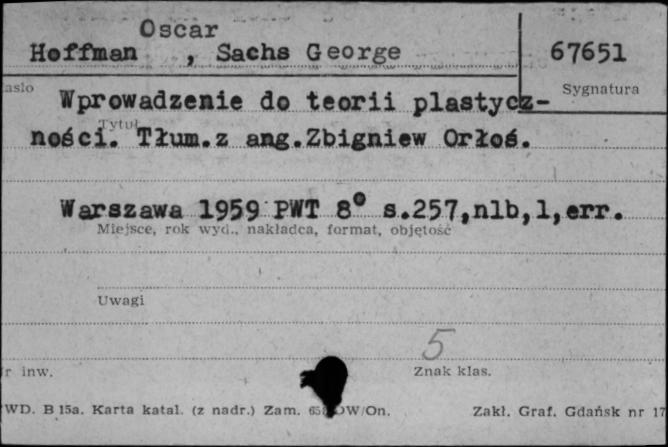 Oscar
Hoffman , Sachs George 67651
Sygnatura
Wprowadzenie do teorii plastycz-
Tytuł
ności. Tłum.z ang.Zbigniew Orłoś.
Warszawa 1959 PWT 8° s.257,nlb,1,err.
Miejsce, rok wyd., nakładca, format, objętość
Uwagi
5
r inw. Znak klas.
WD. B 15a. Karta katal. (z nadr.) Zam. OW/On. Zakł. Graf. Gdańsk nr 17